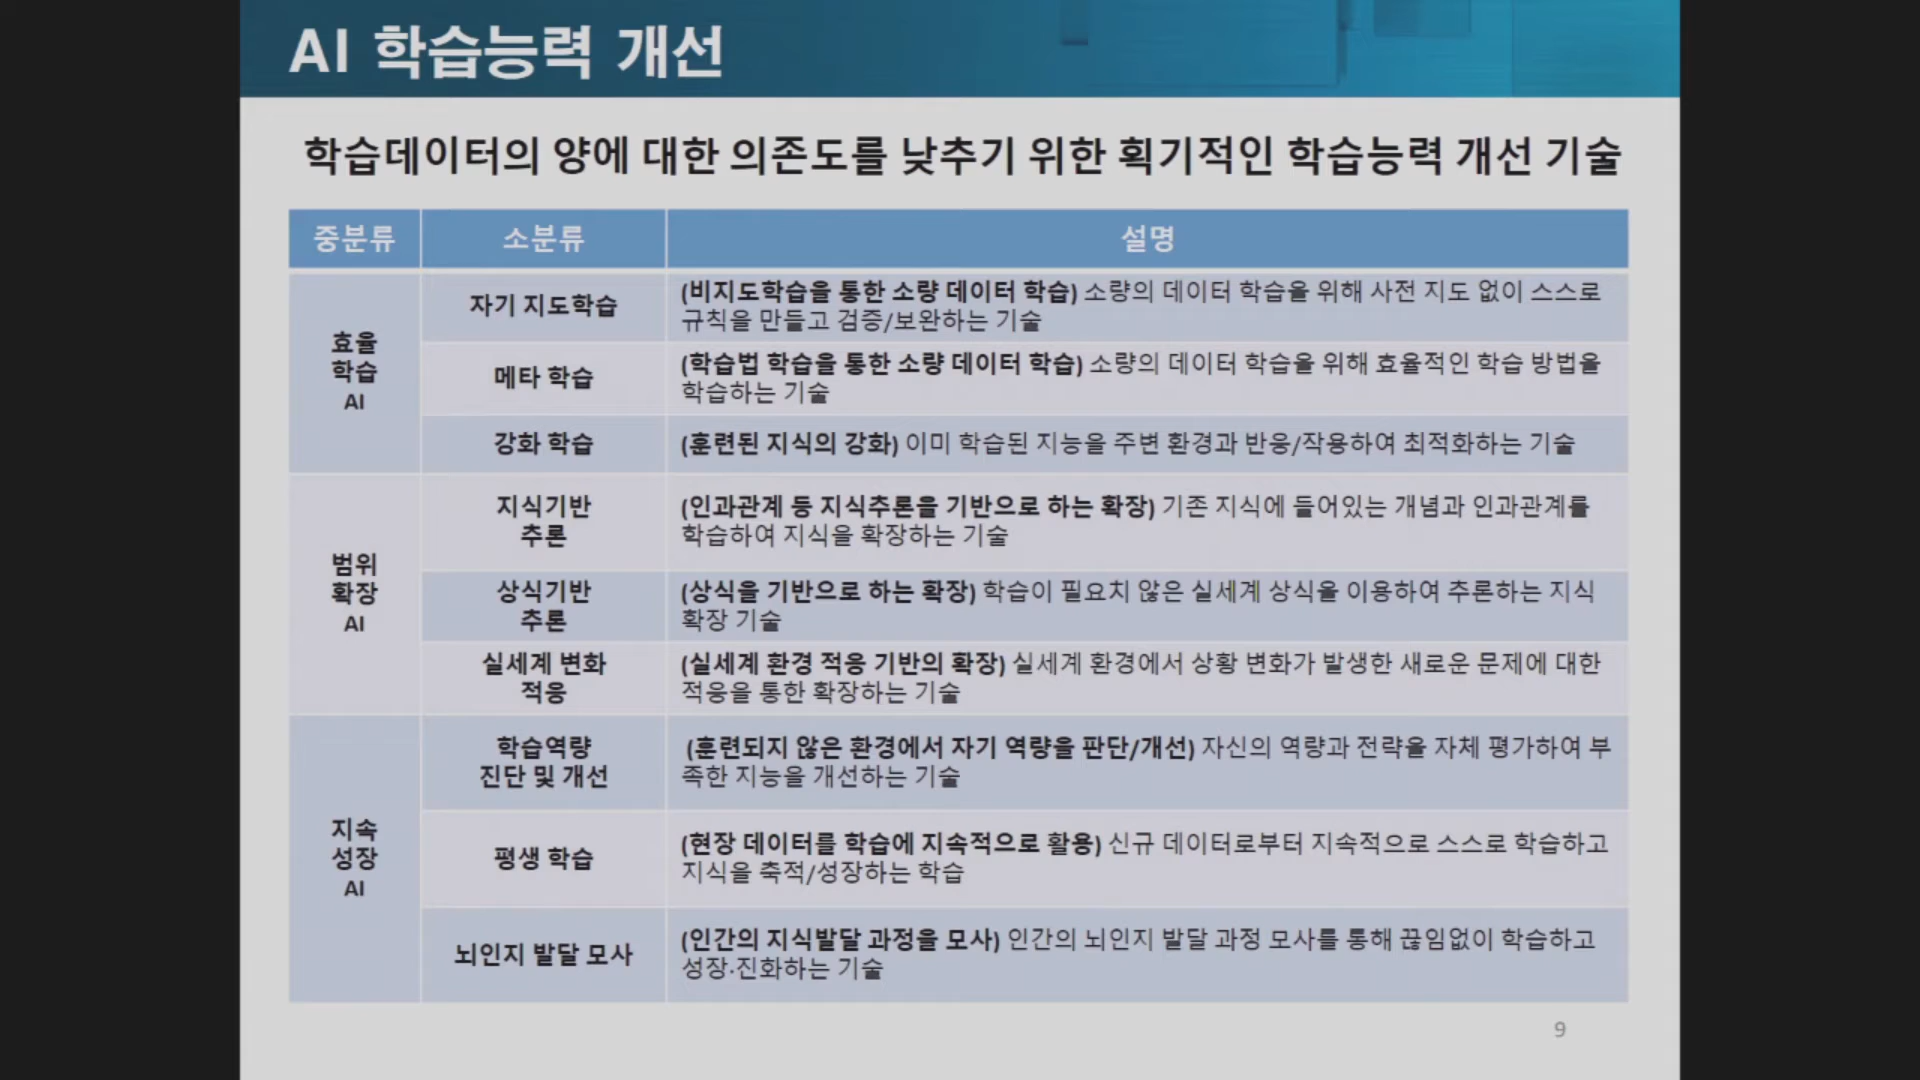 AI 학습능력 개선
학습데이터의 양에 대한 의존도를 낮추기 위한 획기적인 학습능력 개선 기술
중분류 소분류 설명
효율
학습
AI
자기 지도학습
(비지도학습을 통한 소량 데이터 학습) 소량의 데이터 학습을 위해 사전 지도 없이 스스로
규칙을 만들고 검증/보완하는 기술
메타 학습
(학습법 학습을 통한 소량 데이터 학습) 소량의 데이터 학습을 위해 효율적인 학습 방법을
학습하는 기술
강화 학습
(훈련된 지식의 강화) 이미 학습된 지능을 주변 환경과 반응/작용하여 최적화하는 기술
범위
확장
AI
지식기반
추론
(인과관계 등 지식추론을 기반으로 하는 확장) 기존 지식에 들어있는 개념과 인과관계를
학습하여 지식을 확장하는 기술
상식기반
추론
(상식을 기반으로 하는 확장) 학습이 필요치 않은 실세계 상식을 이용하여 추론하는 지식
확장 기술
실세계 변화
적응
(실세계 환경 적응 기반의 확장) 실세계 환경에서 상황 변화가 발생한 새로운 문제에 대한
적응을 통한 확장하는 기술
지속
성장
AI
학습역량
진단 및 개선
(훈련되지 않은 환경에서 자기 역량을 판단/개선) 자신의 역량과 전략을 자체 평가하여 부
족한 지능을 개선하는 기술
평생 학습
(현장 데이터를 학습에 지속적으로 활용) 신규 데이터로부터 지속적으로 스스로 학습하고
지식을 축적/성장하는 학습
뇌인지 발달 모사
(인간의 지식발달 과정을 모사) 인간의 뇌인지 발달 과정 모사를 통해 끊임없이 학습하고
성장·진화하는 기술
9